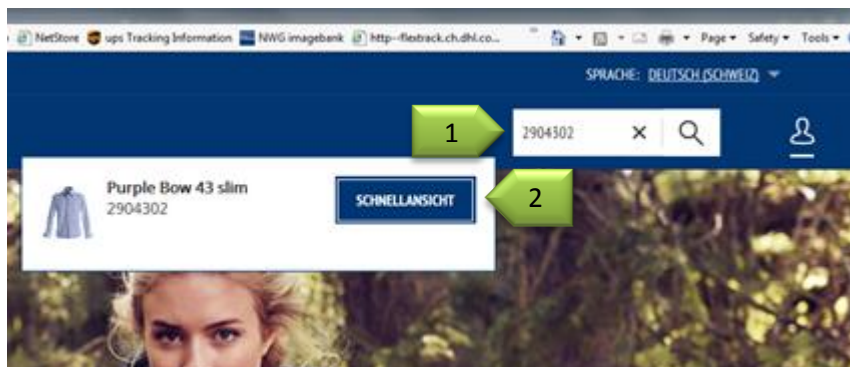 NetStore ups Tracking Information NWG imagebank http--flextrack.ch.dhl.co... Page Safety Tools
SPRACHE: DEUTSCH (SCHWEIZ)
1
2904302
Purple Bow 43 slim
2904302
SCHNELLANSICHT
2